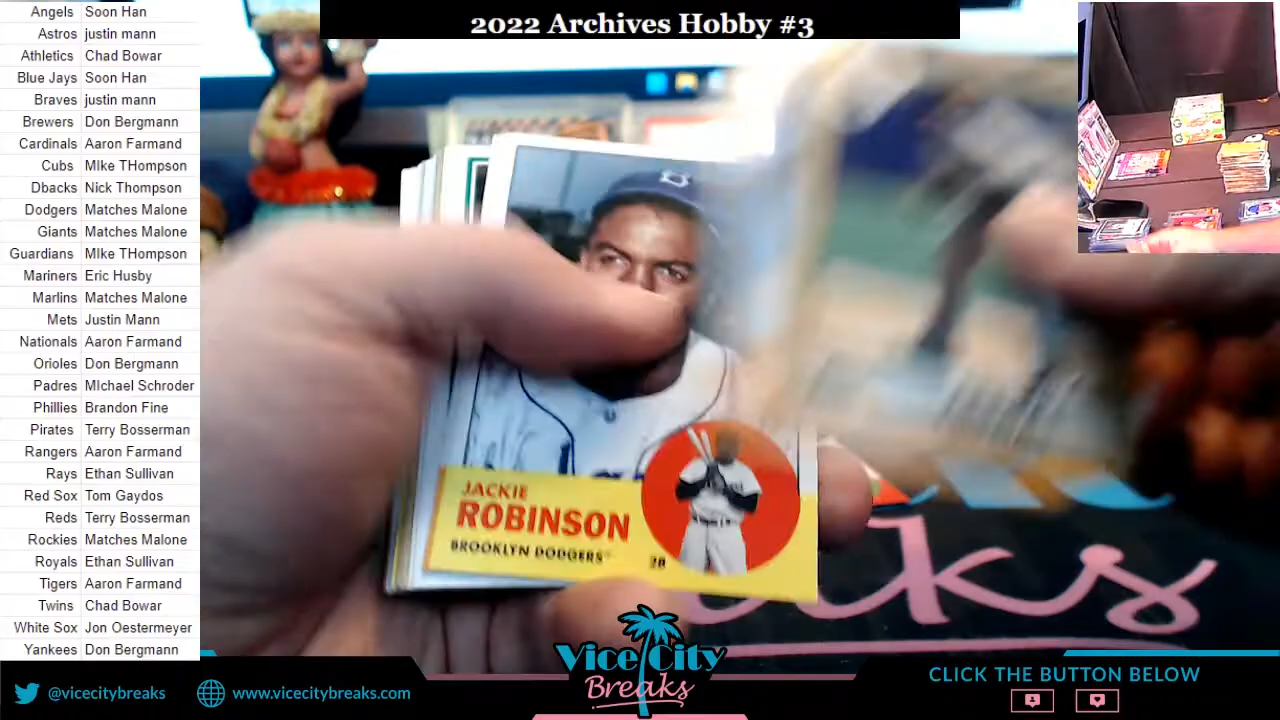 2022 Archives Hobby #3
Angels Soon Han
Astros justin mann
Athletics Chad Bowar
Blue Jays Soon Han
Braves justin mann
Brewers Don Bergmann
Cardinals Aaron Farmand
Cubs MIke THompson
Dbacks Nick Thompson
Dodgers Matches Malone
Giants Matches Malone
Guardians MIke THompson
Mariners Eric Husby
Marlins Matches Malone
Mets Justin Mann
Nationals Aaron Farmand
Orioles Don Bergmann
Padres MIchael Schroder
Phillies Brandon Fine
Pirates Terry Bosserman
Rangers Aaron Farmand
Rays Ethan Sullivan
Red Sox Tom Gaydos
Reds Terry Bosserman
Rockies Matches Malone
Royals Ethan Sullivan
Tigers Aaron Farmand
Twins Chad Bowar
White Sox Jon Oestermeyer
Yankees Don Bergmann
B
JACKIE
ROBINSON
BROOKLYN DODGERS™ 2B
@vicecitybreaks
www.vicecitybreaks.com
Vice City
Breaks
CLICK THE BUTTON BELOW